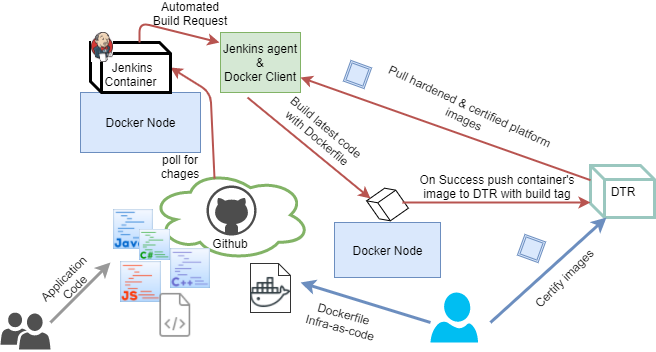 Automated
Build Request
Jenkins
Container
Jenkins agent
&
Docker Client
Docker Node
poll for
chages
Build latest code
with Dockerfile
Pull hardened & certified platform
images
On Success push container's
image to DTR with build tag
DTR
Github
Docker Node
Java
C#
C++
JS
Application
Code
Dockerfile
Infra-as-code
Certify images